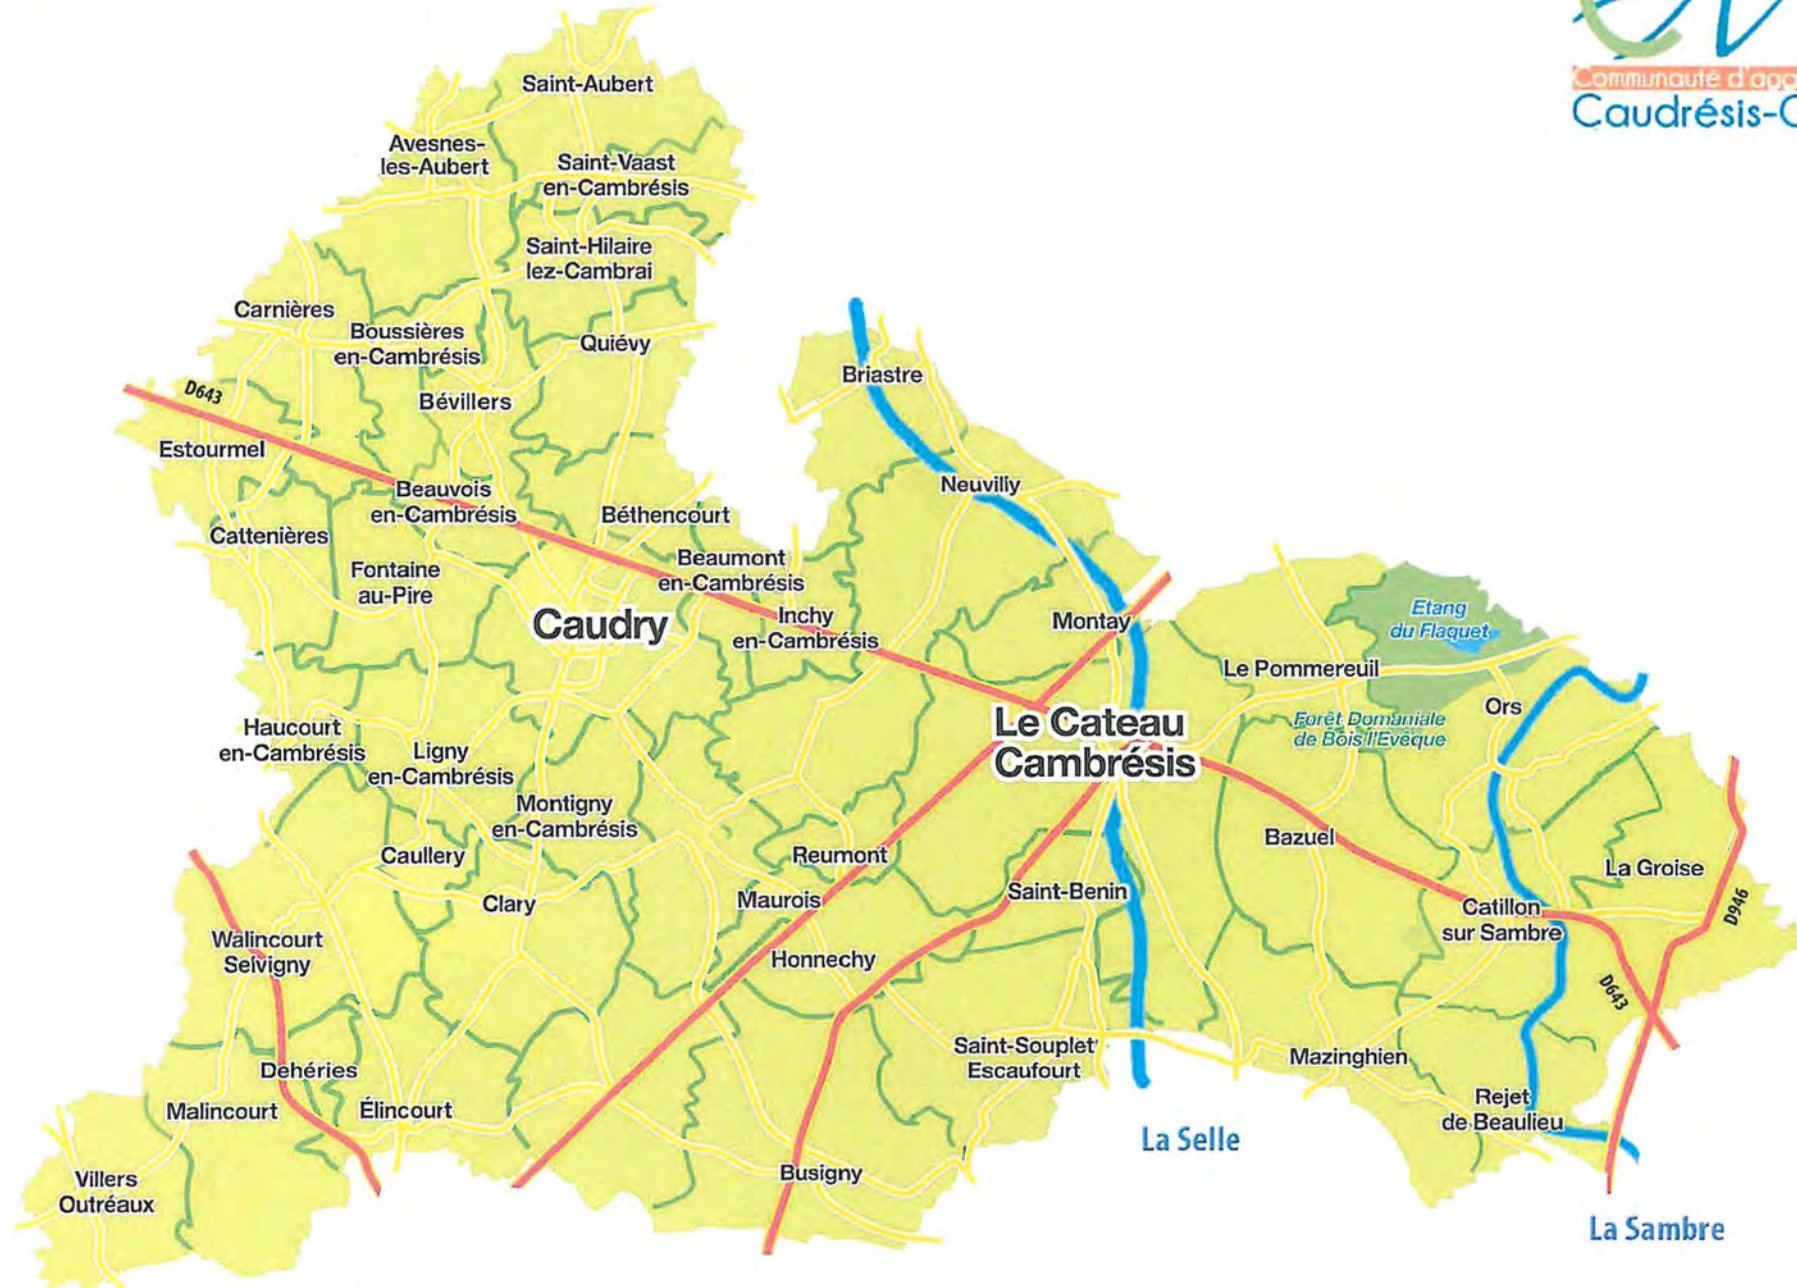 Communauté d'agg
Caudrésis-C
Saint-Aubert
Avesnes-
les-Aubert
Saint-Vaast
en-Cambrésis
Saint-Hilaire
lez-Cambrai
Carnières
Boussières
en-Cambrésis
Quiévy
Briastre
D643
Bévillers
Estourmel
Neuvilly
Beauvois
en-Cambrésis
Béthencourt
Cattenières
Beaumont
en-Cambrésis
Fontaine
au-Pire
Caudry
Inchy
en-Cambrésis
Montay
Etang
du Flaquet
Le Pommereuil
Ors
Forêt Domaniale
de Bois l'Evêque
Le Cateau
Cambrésis
Haucourt
en-Cambrésis
Ligny
en-Cambrésis
Montigny
en-Cambrésis
Bazuel
Caullery
Reumont
La Groise
Saint-Benin
Maurois
Clary
Catillon
sur Sambre
D946
Walincourt
Selvigny
Honnechy
D643
Saint-Souplet
Escaufourt
Mazinghien
Dehéries
Malincourt
Élincourt
Rejet
de Beaulieu
La Selle
Busigny
Villers
Outréaux
La Sambre